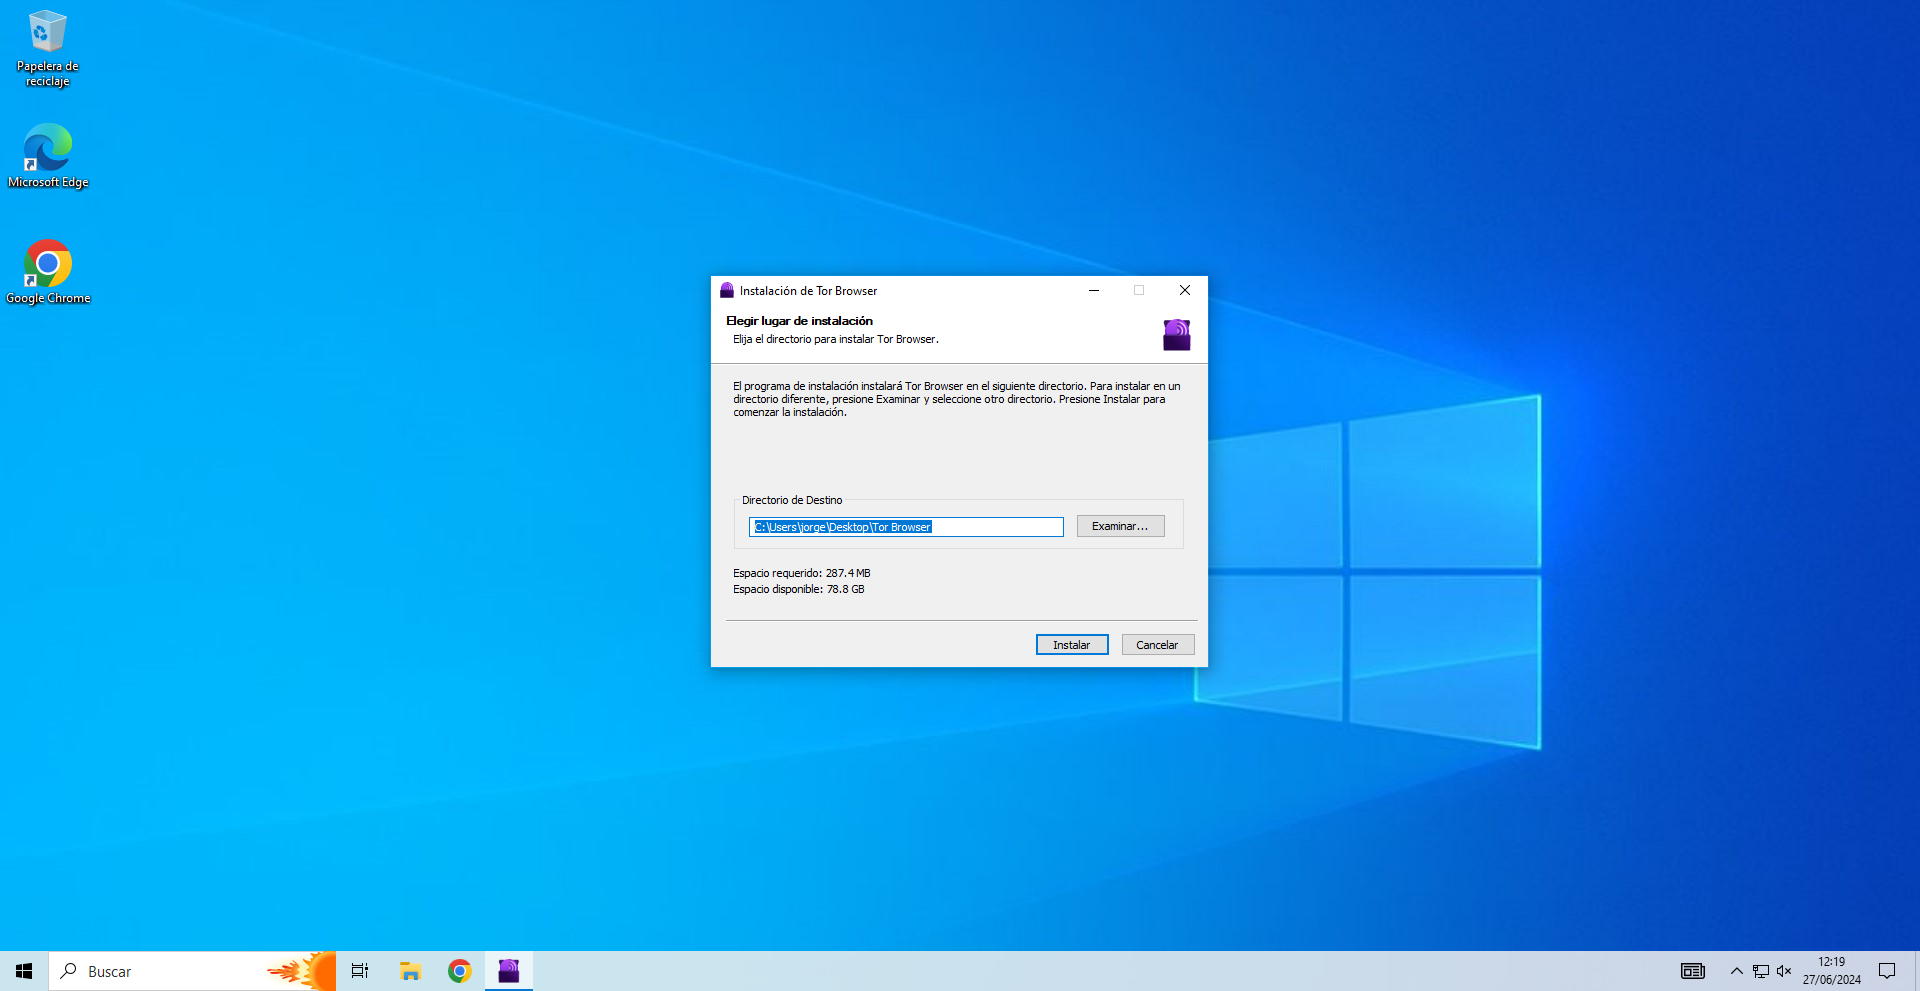 Papelera de
reciclaje
Microsoft Edge
Google Chrome
Instalación de Tor Browser
Elegir lugar de instalación
Elija el directorio para instalar Tor Browser.
El programa de instalación instalará Tor Browser en el siguiente directorio. Para instalar en un
directorio diferente, presione Examinar y seleccione otro directorio. Presione Instalar para
comenzar la instalación.
Directorio de Destino
C:\Users\jorge\Desktop\Tor Browser
Examinar...
Espacio requerido: 287.4 MB
Espacio disponible: 78.8 GB
Instalar
Cancelar
Buscar
12:19
27/06/2024